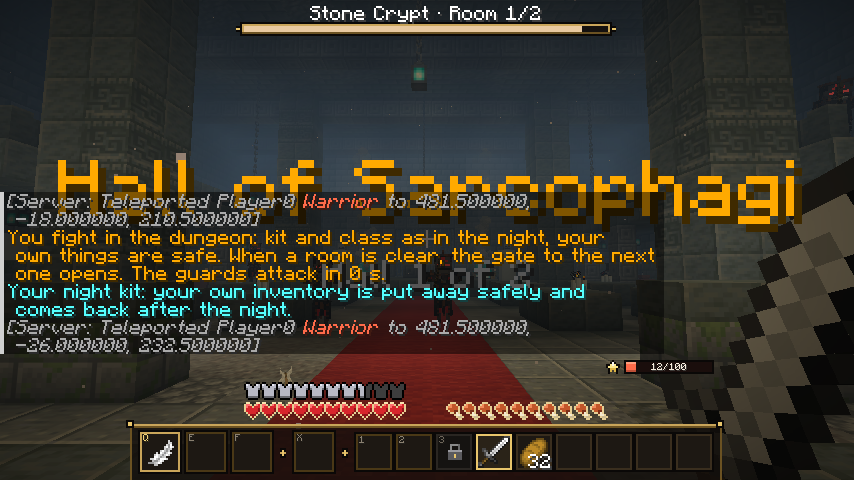 Stone Crypt · Room 1/2
Hall of Sarcophagi
[Server: Teleported Player0 Warrior to 481.500000,
-18.000000, 210.500000]
You fight in the dungeon: kit and class as in the night, your
own things are safe. When a room is clear, the gate to the next
one opens. The guards attack in 0 s.
Hall 1 of 2
Your night kit: your own inventory is put away safely and
comes back after the night.
[Server: Teleported Player0 Warrior to 481.500000,
-26.000000, 232.500000]
12/100
Q E F X 1 2 3
32